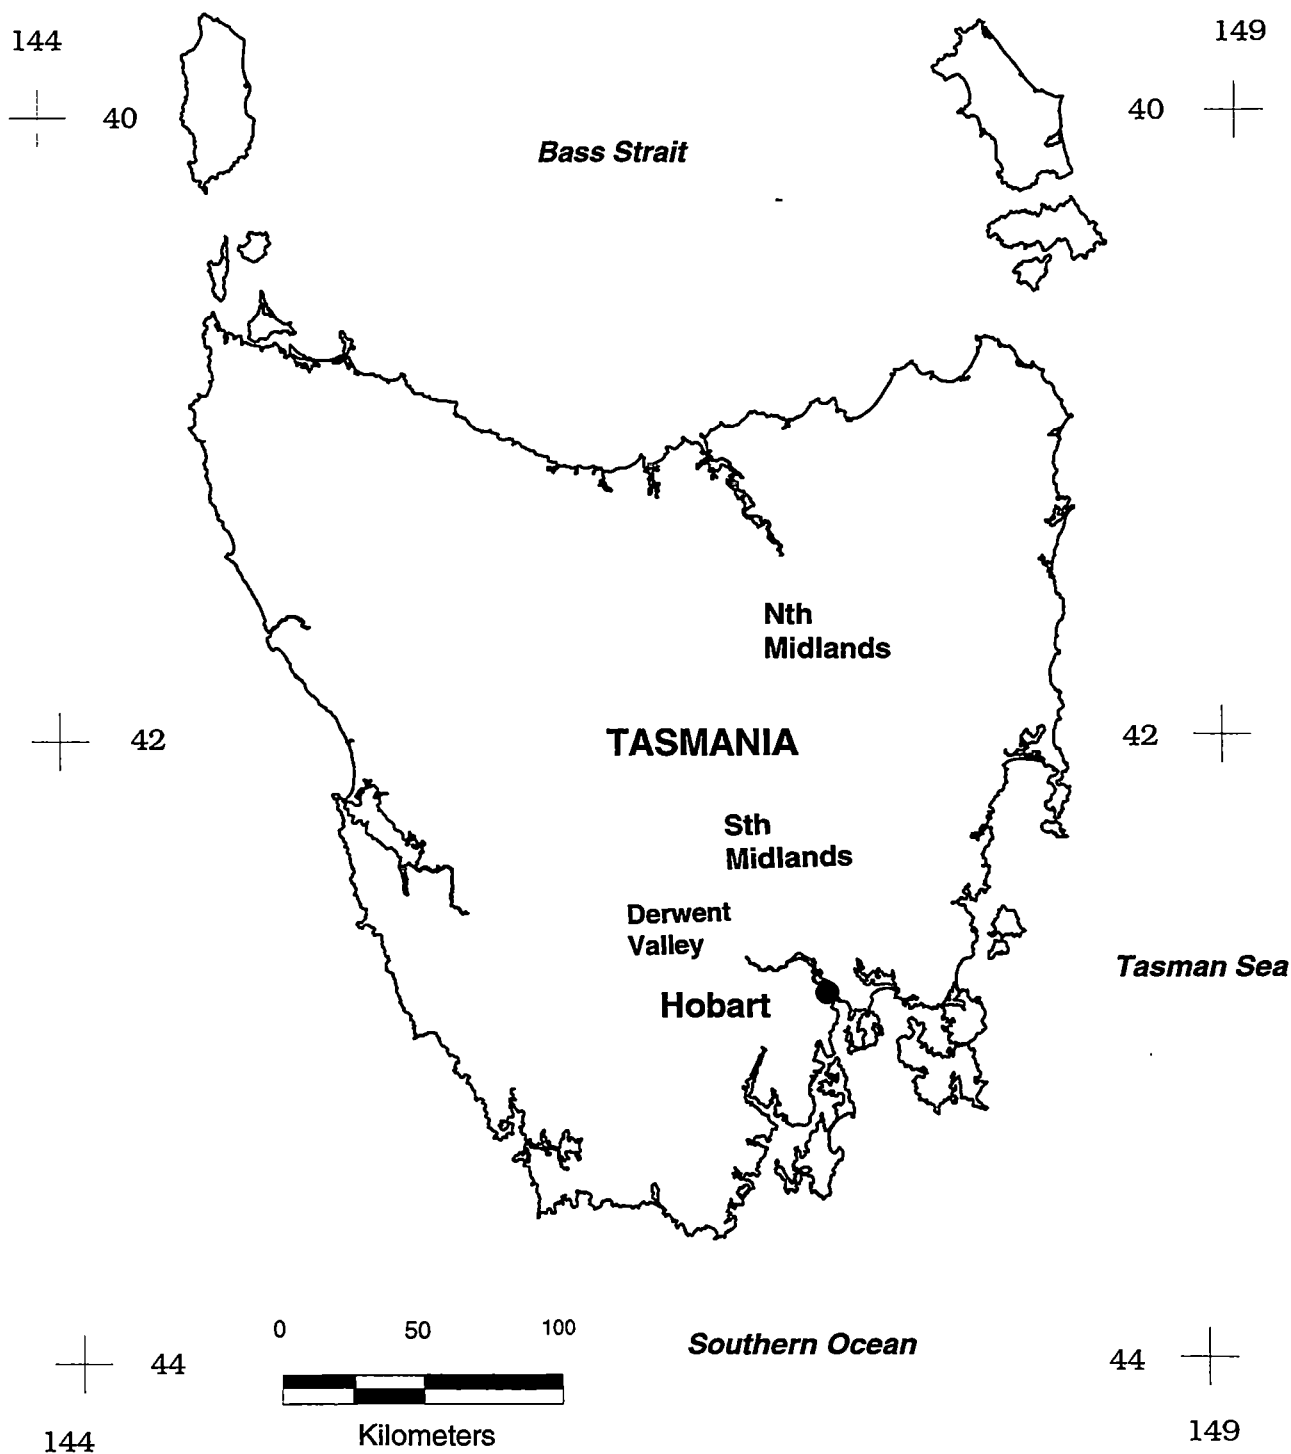 144
149
40
40
Bass Strait
Nth
Midlands
42
TASMANIA
42
Sth
Midlands
Derwent
Valley
Tasman Sea
Hobart
0 50 100
Southern Ocean
44
44
Kilometers
144
149